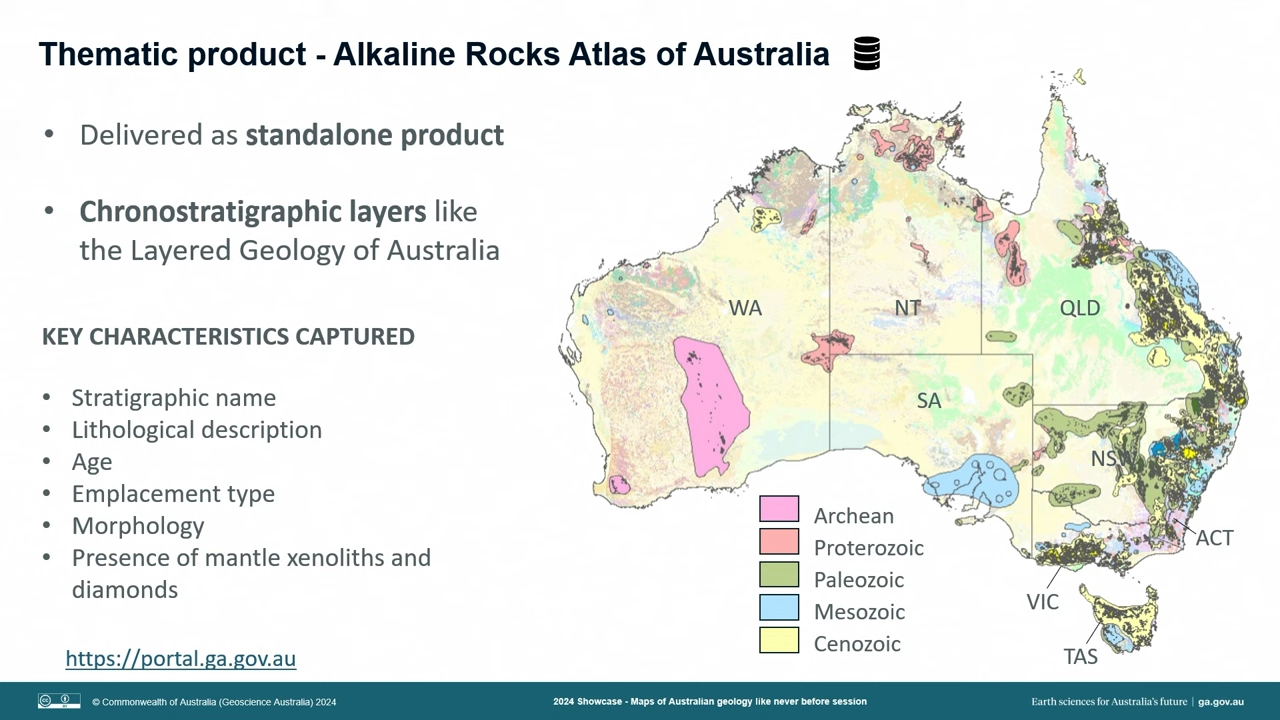 Thematic product - Alkaline Rocks Atlas of Australia
• Delivered as standalone product
• Chronostratigraphic layers like
the Layered Geology of Australia
KEY CHARACTERISTICS CAPTURED
• Stratigraphic name
• Lithological description
• Age
• Emplacement type
• Morphology
• Presence of mantle xenoliths and
diamonds
https://portal.ga.gov.au
WA
NT
QLD
SA
NSW
ACT
VIC
TAS
Archean
Proterozoic
Paleozoic
Mesozoic
Cenozoic
© Commonwealth of Australia (Geoscience Australia) 2024
2024 Showcase - Maps of Australian geology like never before session
Earth sciences for Australia's future | ga.gov.au